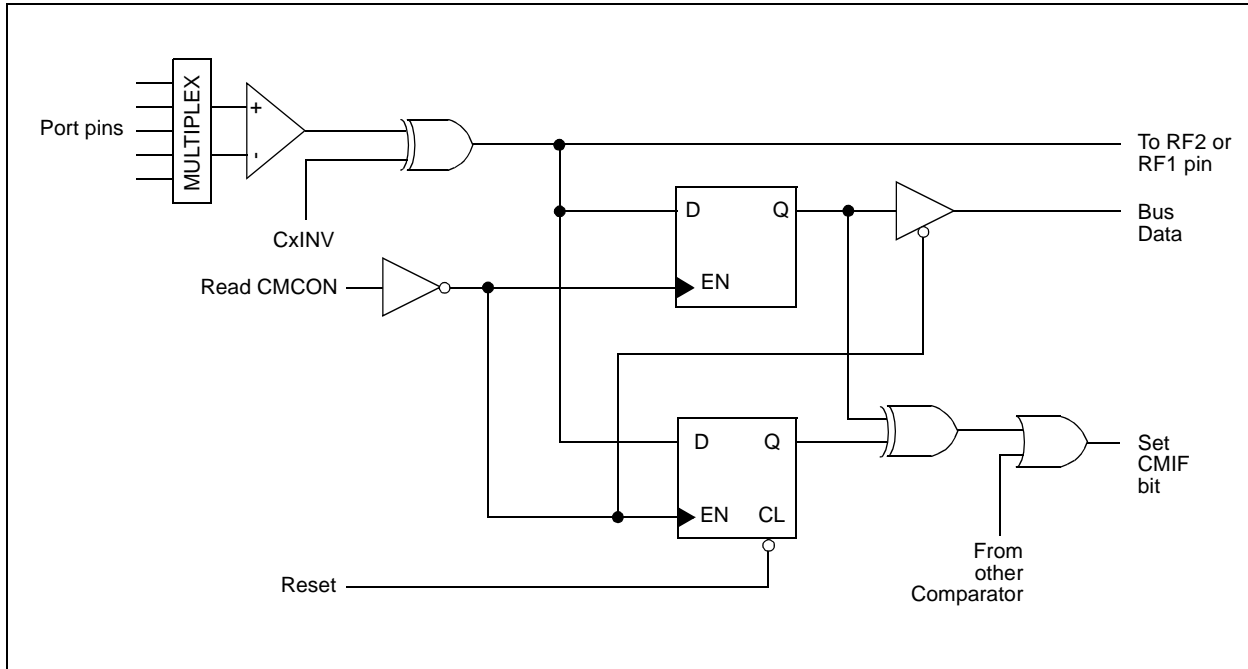 MULTIPLEX
Port pins
+
-
CxINV
To RF2 or
RF1 pin
D
Q
EN
Bus
Data
Read CMCON
D
Q
EN
CL
Set
CMIF
bit
From
other
Comparator
Reset